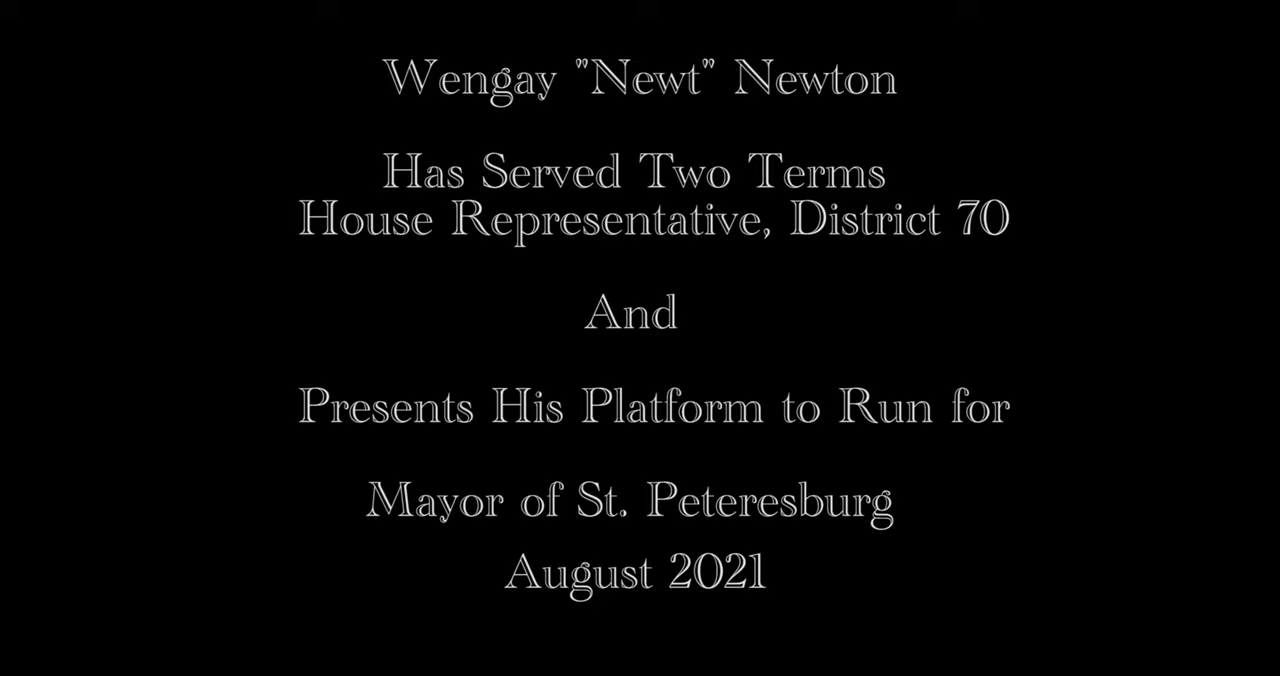 Wengay "Newt" Newton
Has Served Two Terms
House Representative, District 70
And
Presents His Platform to Run for
Mayor of St. Peteresburg
August 2021